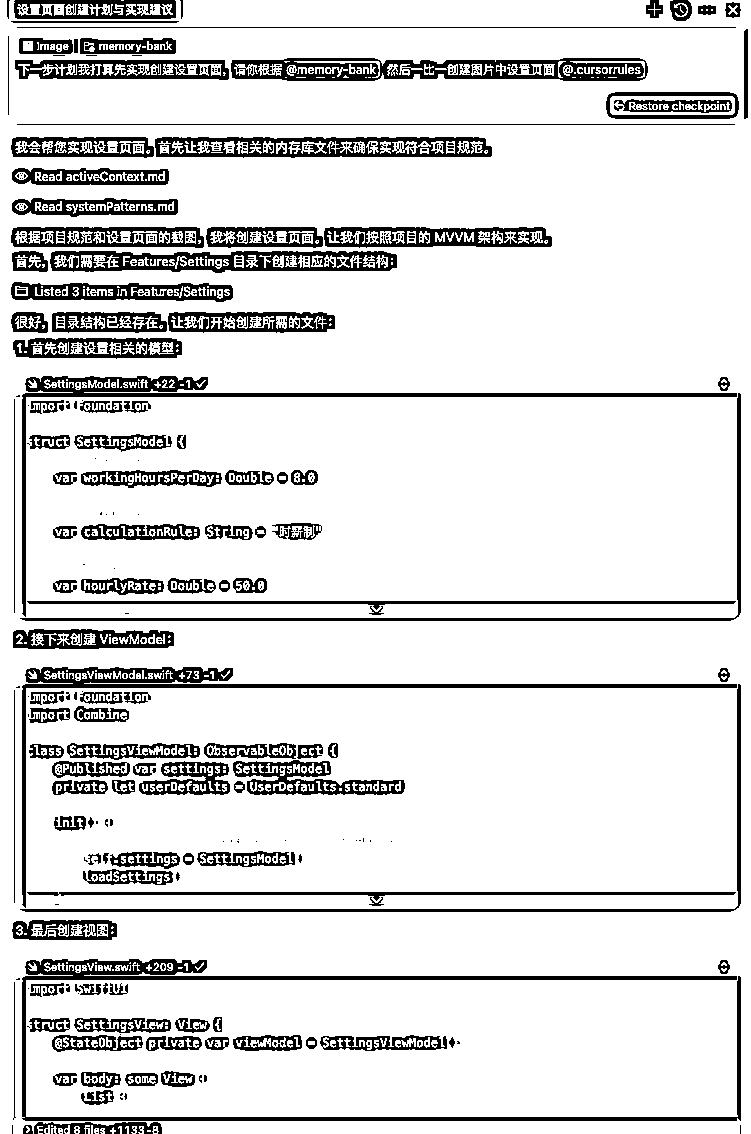 设置页面创建计划与实现建议
Image memory-bank
下一步计划我打算先实现创建设置页面，请你根据 @memory-bank 然后一比一创建图片中设置页面 @.cursorrules
Restore checkpoint
我会帮您实现设置页面。首先让我查看相关的内存库文件来确保实现符合项目规范。
Read activeContext.md
Read systemPatterns.md
根据项目规范和设置页面的截图，我将创建设置页面。让我们按照项目的 MVVM 架构来实现。
首先，我们需要在 Features/Settings 目录下创建相应的文件结构：
Listed 3 items in Features/Settings
很好，目录结构已经存在。让我们开始创建所需的文件：
1. 首先创建设置相关的模型：
SettingsModel.swift +22 -1
import Foundation
struct SettingsModel {
var workingHoursPerDay: Double = 8.0
var calculationRule: String = "时薪制"
var hourlyRate: Double = 50.0
2. 接下来创建 ViewModel：
SettingsViewModel.swift +73 -1
import Foundation
import Combine
class SettingsViewModel: ObservableObject {
@Published var settings: SettingsModel
private let userDefaults = UserDefaults.standard
init() {
self.settings = SettingsModel()
loadSettings()
3. 最后创建视图：
SettingsView.swift +209 -1
import SwiftUI
struct SettingsView: View {
@StateObject private var viewModel = SettingsViewModel()
var body: some View {
List {
Edited 8 files +1133 -8